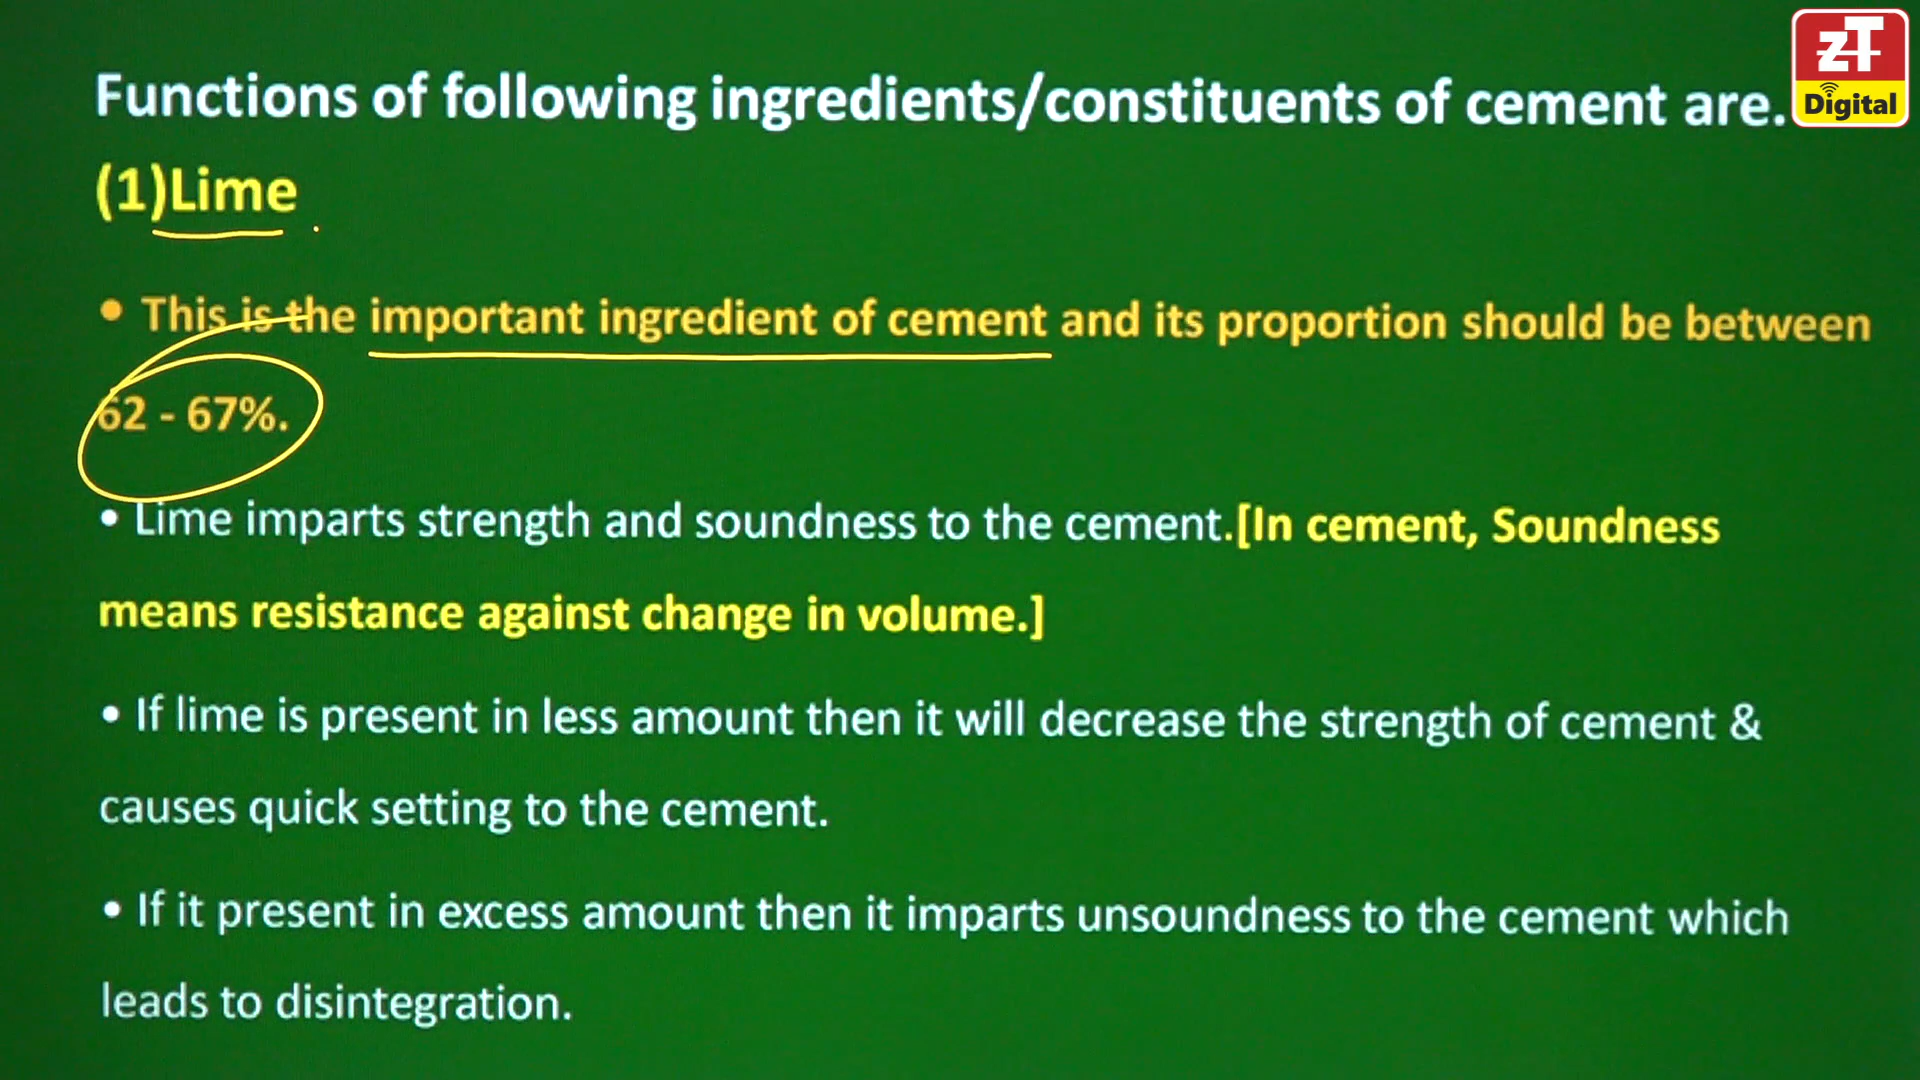 Functions of following ingredients/constituents of cement are.
zT
Digital
(1)Lime
• This is the important ingredient of cement and its proportion should be between
62 - 67%.
• Lime imparts strength and soundness to the cement.[In cement, Soundness
means resistance against change in volume.]
• If lime is present in less amount then it will decrease the strength of cement &
causes quick setting to the cement.
• If it present in excess amount then it imparts unsoundness to the cement which
leads to disintegration.